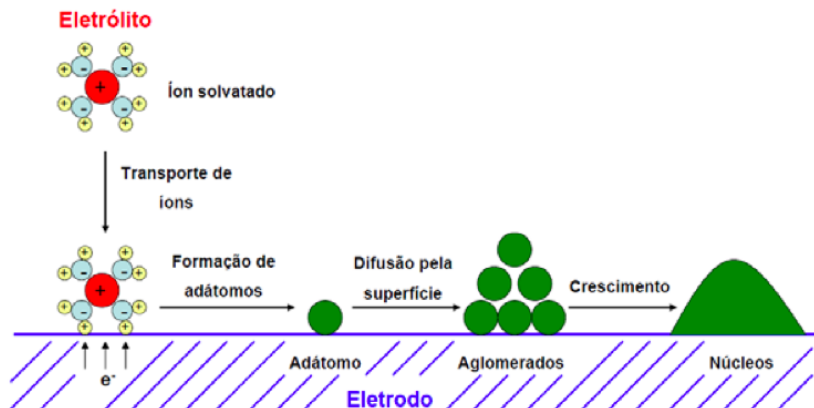 Eletrólito
+ + + +
- -
+
- -
+ + + +
Íon solvatado
Transporte de
íons
+ + + +
- -
+
- -
+ + + +
Formação de
adátomos
Difusão pela
superfície
Crescimento
e-
Adátomo
Aglomerados
Núcleos
Eletrodo